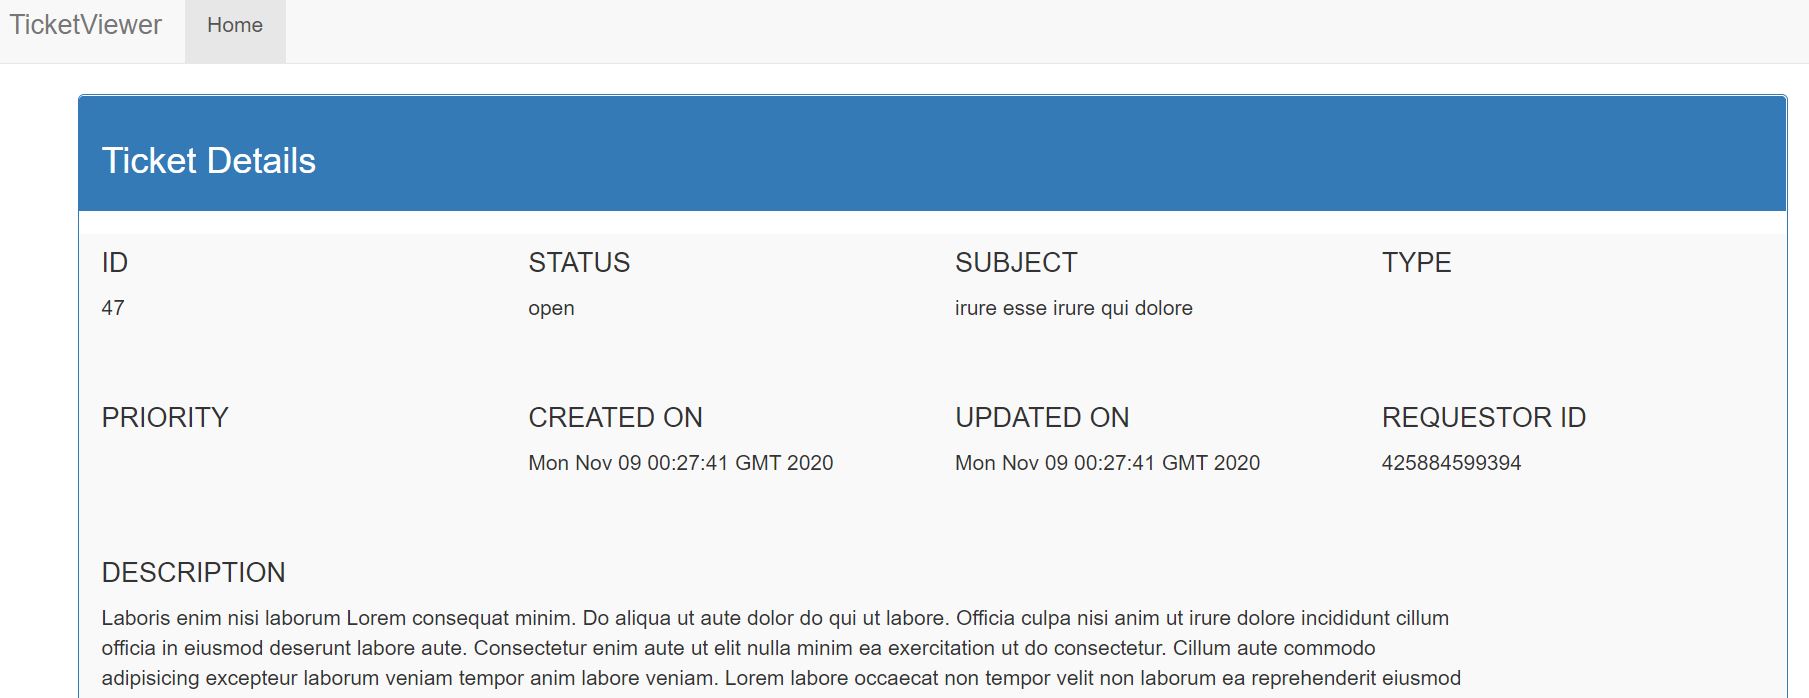 TicketViewer Home
Ticket Details
ID STATUS SUBJECT TYPE
47 open irure esse irure qui dolore
PRIORITY CREATED ON UPDATED ON REQUESTOR ID
Mon Nov 09 00:27:41 GMT 2020 Mon Nov 09 00:27:41 GMT 2020 425884599394
DESCRIPTION
Laboris enim nisi laborum Lorem consequat minim. Do aliqua ut aute dolor do qui ut labore. Officia culpa nisi anim ut irure dolore incididunt cillum
officia in eiusmod deserunt labore aute. Consectetur enim aute ut elit nulla minim ea exercitation ut do consectetur. Cillum aute commodo
adipisicing excepteur laborum veniam tempor anim labore veniam. Lorem labore occaecat non tempor velit non laborum ea reprehenderit eiusmod